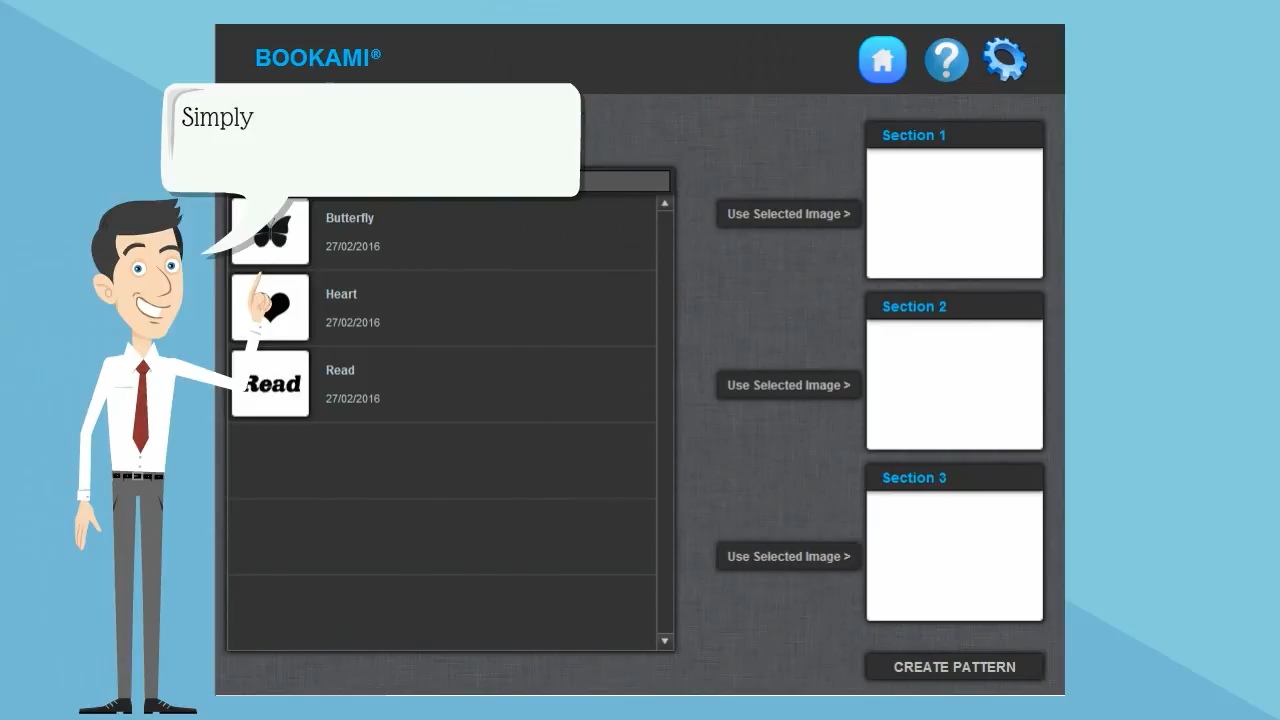 BOOKAMI®
Simply
Section 1
Use Selected Image >
Butterfly
27/02/2016
Heart
27/02/2016
Section 2
Use Selected Image >
Read
Read
27/02/2016
Section 3
Use Selected Image >
CREATE PATTERN